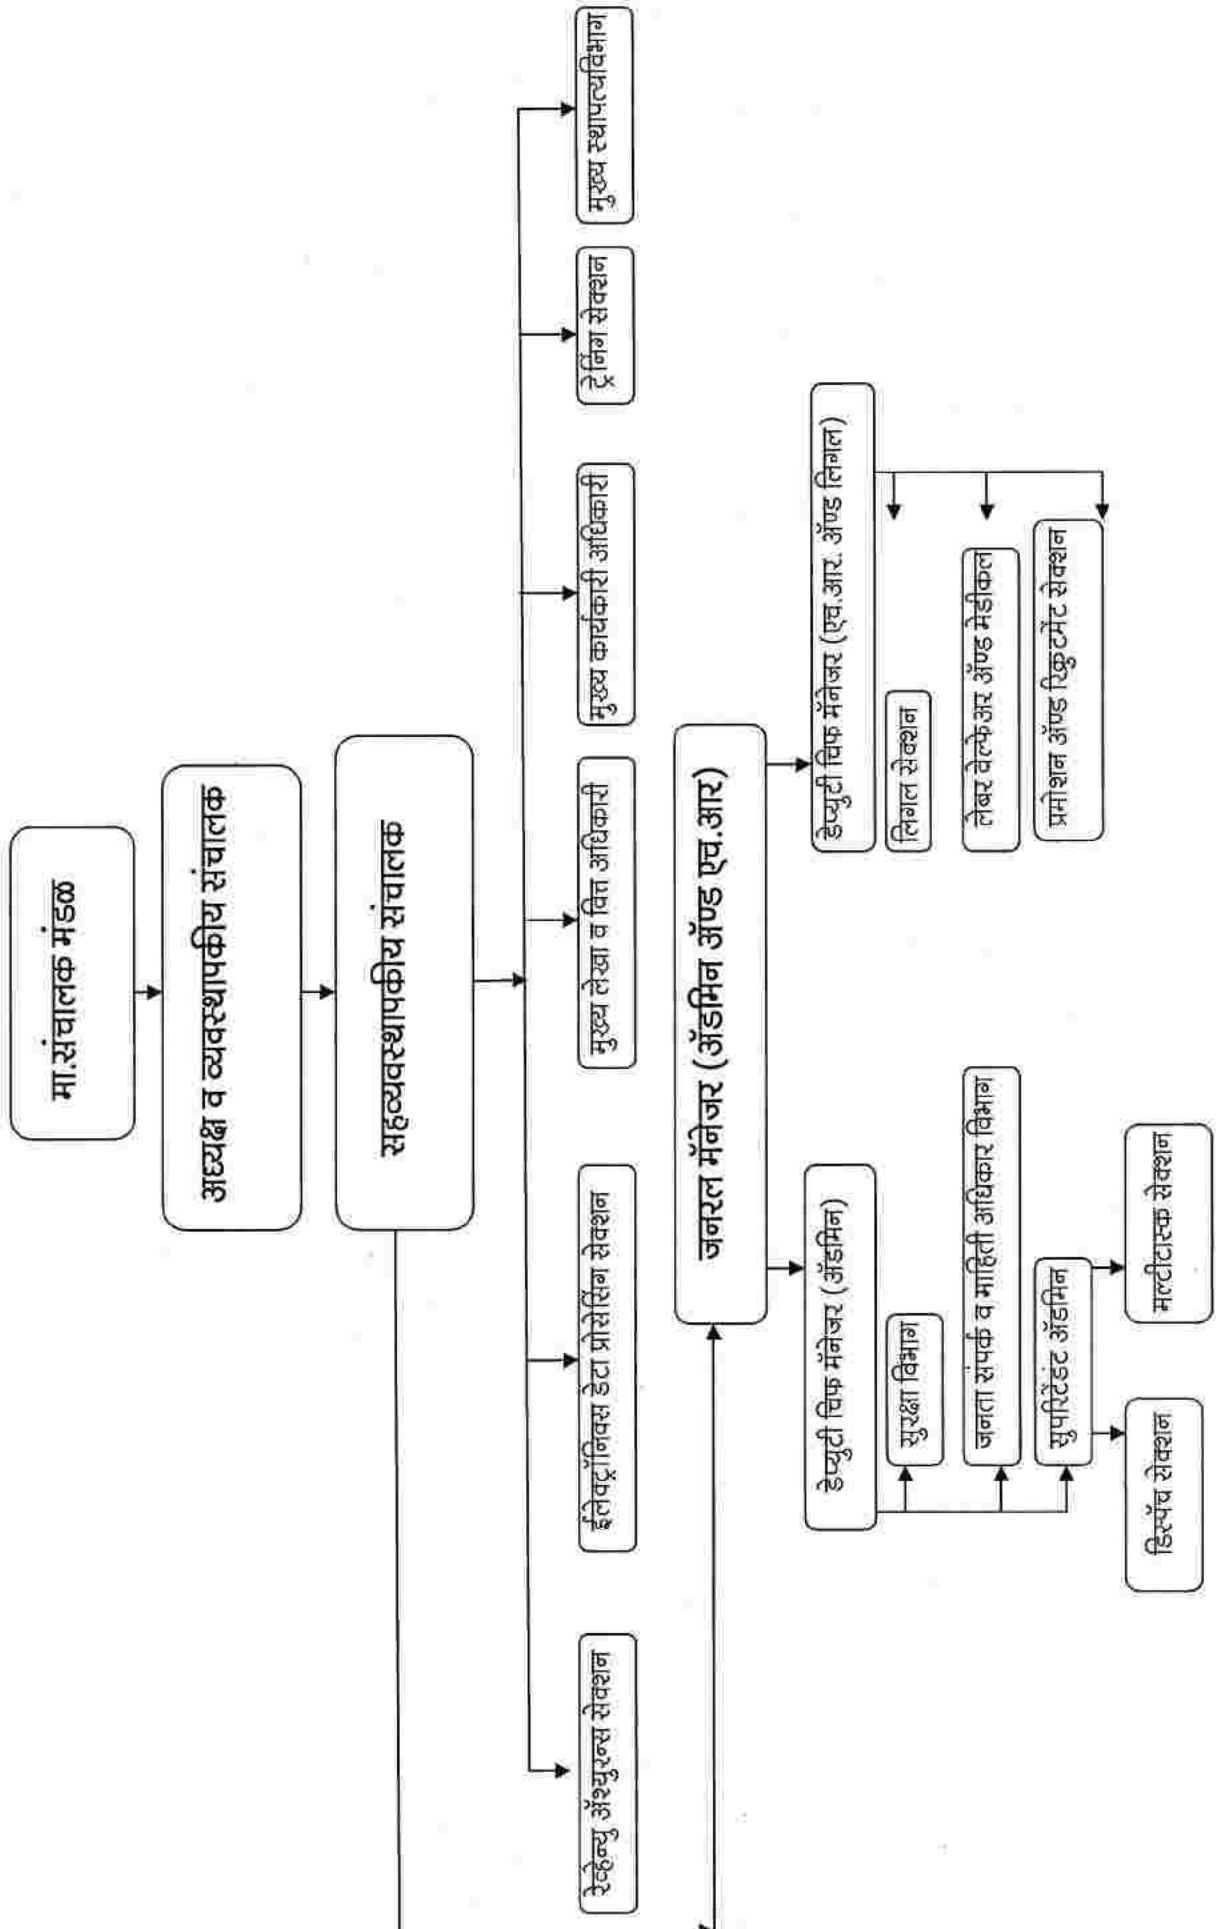 मा.संचालक मंडळ
अध्यक्ष व व्यवस्थापकीय संचालक
सहव्यवस्थापकीय संचालक
रेव्हेन्यु ॲश्युरन्स सेक्शन
ईलेक्ट्रॉनिक्स डेटा प्रोसेसिंग सेक्शन
मुख्य लेखा व वित्त अधिकारी
मुख्य कार्यकारी अधिकारी
ट्रेनिंग सेक्शन
मुख्य स्थापत्यविभाग
जनरल मॅनेजर (ॲडमिन ॲण्ड एच.आर)
डेप्युटी चिफ मॅनेजर (ॲडमिन)
सुरक्षा विभाग
जनता संपर्क व माहिती अधिकार विभाग
सुपरिटेंडंट ॲडमिन
डिस्पॅच सेक्शन
मल्टीटास्क सेक्शन
डेप्युटी चिफ मॅनेजर (एच.आर. ॲण्ड लिगल)
लिगल सेक्शन
लेबर वेल्फेअर ॲण्ड मेडीकल
प्रमोशन ॲण्ड रिक्रुटमेंट सेक्शन